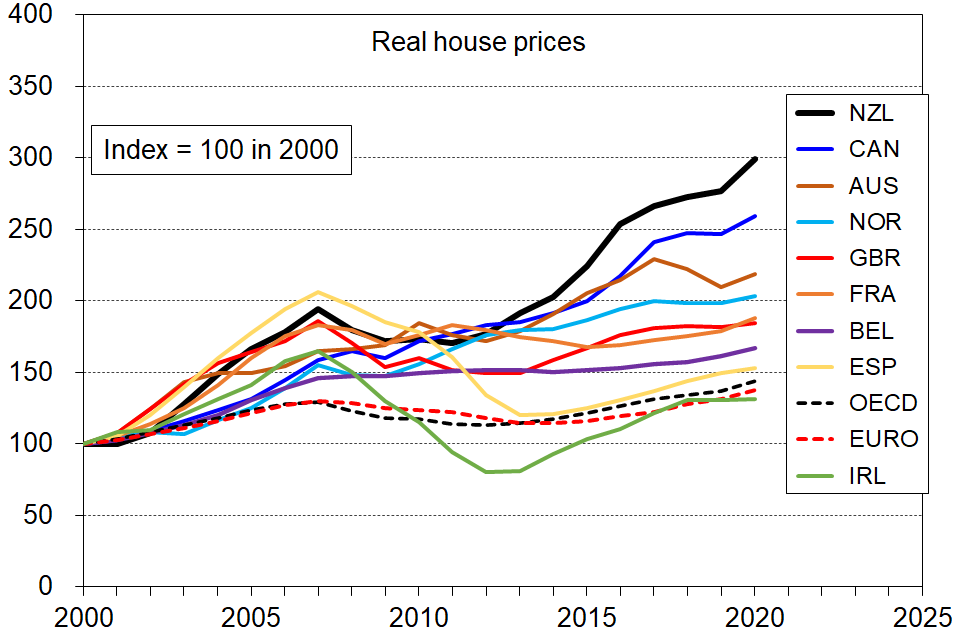 Real house prices
Index = 100 in 2000
400
350
300
250
200
150
100
50
0
2000
2005
2010
2015
2020
2025
NZL
CAN
AUS
NOR
GBR
FRA
BEL
ESP
OECD
EURO
IRL